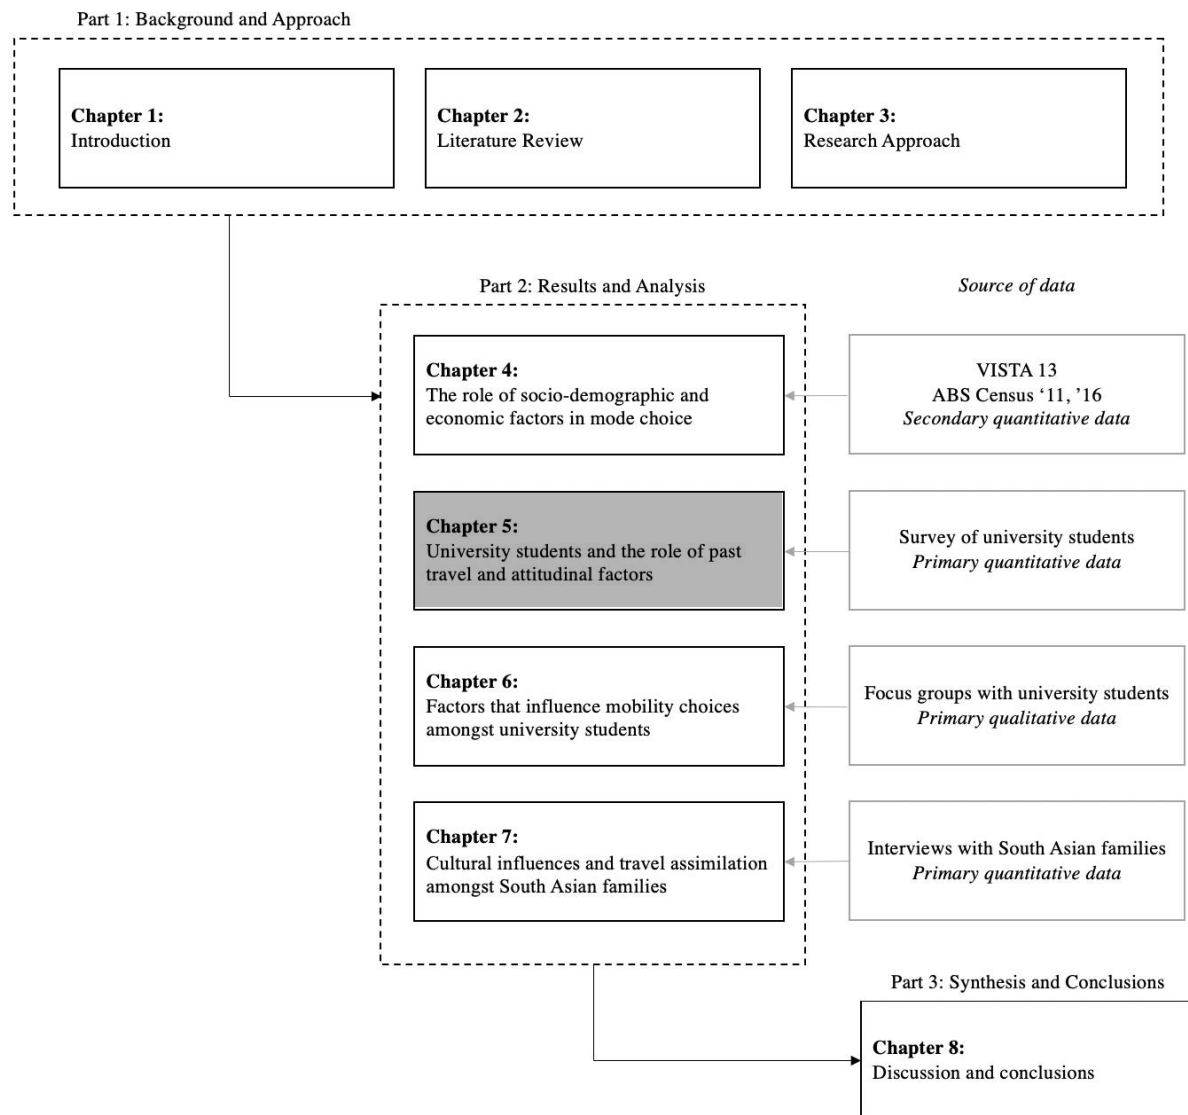 Part 1: Background and Approach
Chapter 1:
Introduction
Chapter 2:
Literature Review
Chapter 3:
Research Approach
Part 2: Results and Analysis
Source of data
Chapter 4:
The role of socio-demographic and
economic factors in mode choice
VISTA 13
ABS Census ‘11, ’16
Secondary quantitative data
Chapter 5:
University students and the role of past
travel and attitudinal factors
Survey of university students
Primary quantitative data
Chapter 6:
Factors that influence mobility choices
amongst university students
Focus groups with university students
Primary qualitative data
Chapter 7:
Cultural influences and travel assimilation
amongst South Asian families
Interviews with South Asian families
Primary quantitative data
Part 3: Synthesis and Conclusions
Chapter 8:
Discussion and conclusions